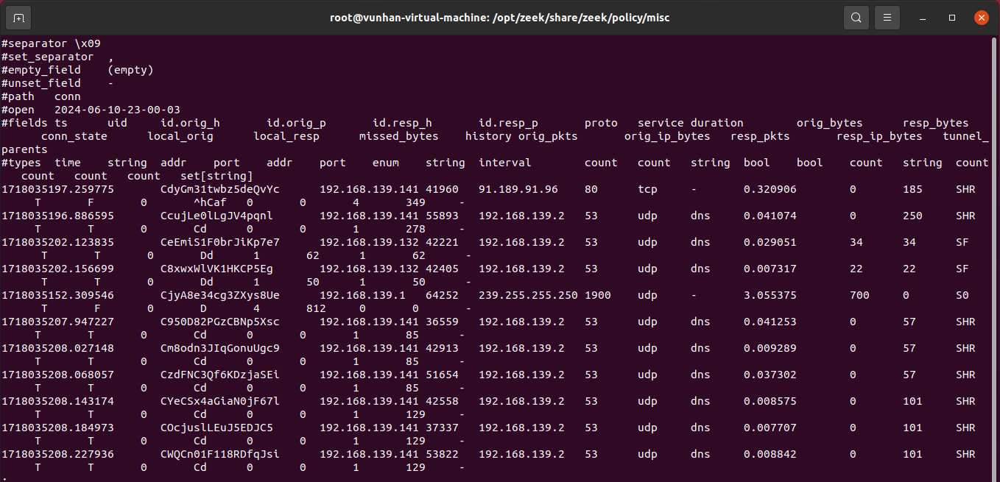 root@vunhan-virtual-machine: /opt/zeek/share/zeek/policy/misc
#separator \x09
#set_separator ,
#empty_field (empty)
#unset_field -
#path conn
#open 2024-06-10-23-00-03
#fields ts uid id.orig_h id.orig_p id.resp_h id.resp_p proto service duration orig_bytes resp_bytes
conn_state local_orig local_resp missed_bytes history orig_pkts orig_ip_bytes resp_pkts resp_ip_bytes tunnel_
parents
#types time string addr port addr port enum string interval count count string bool bool count string count
count count count set[string]
1718035197.259775 CdyGm31twbz5deQvYc 192.168.139.141 41960 91.189.91.96 80 tcp - 0.320906 0 185 SHR
T F 0 ^hCaf 0 0 4 349 -
1718035196.886595 CcujLe0lLgJV4pqnl 192.168.139.141 55893 192.168.139.2 53 udp dns 0.041074 0 250 SHR
T T 0 Cd 0 0 1 278 -
1718035202.123835 CeEmiS1F0brJiKp7e7 192.168.139.132 42221 192.168.139.2 53 udp dns 0.029051 34 34 SF
T T 0 Dd 1 62 1 62 -
1718035202.156699 C8xwxWlVK1HKCP5Eg 192.168.139.132 42405 192.168.139.2 53 udp dns 0.007317 22 22 SF
T T 0 Dd 1 50 1 50 -
1718035152.309546 CjyA8e34cg3ZXys8Ue 192.168.139.1 64252 239.255.255.250 1900 udp - 3.055375 700 0 S0
T F 0 D 4 812 0 0 -
1718035207.947227 C950D82PGzCBNp5Xsc 192.168.139.141 36559 192.168.139.2 53 udp dns 0.041253 0 57 SHR
T T 0 Cd 0 0 1 85 -
1718035208.027148 Cm8odn3JIqGonuUgc9 192.168.139.141 42913 192.168.139.2 53 udp dns 0.009289 0 57 SHR
T T 0 Cd 0 0 1 85 -
1718035208.068057 CzdFNC3Qf6KDzjaSEi 192.168.139.141 51654 192.168.139.2 53 udp dns 0.037302 0 57 SHR
T T 0 Cd 0 0 1 85 -
1718035208.143174 CYeCSx4aGiaN0jF67l 192.168.139.141 42558 192.168.139.2 53 udp dns 0.008575 0 101 SHR
T T 0 Cd 0 0 1 129 -
1718035208.184973 COcjuslLEuJ5EDJC5 192.168.139.141 37337 192.168.139.2 53 udp dns 0.007707 0 101 SHR
T T 0 Cd 0 0 1 129 -
1718035208.227936 CWQCn01F118RDfqJsi 192.168.139.141 53822 192.168.139.2 53 udp dns 0.008842 0 101 SHR
T T 0 Cd 0 0 1 129 -